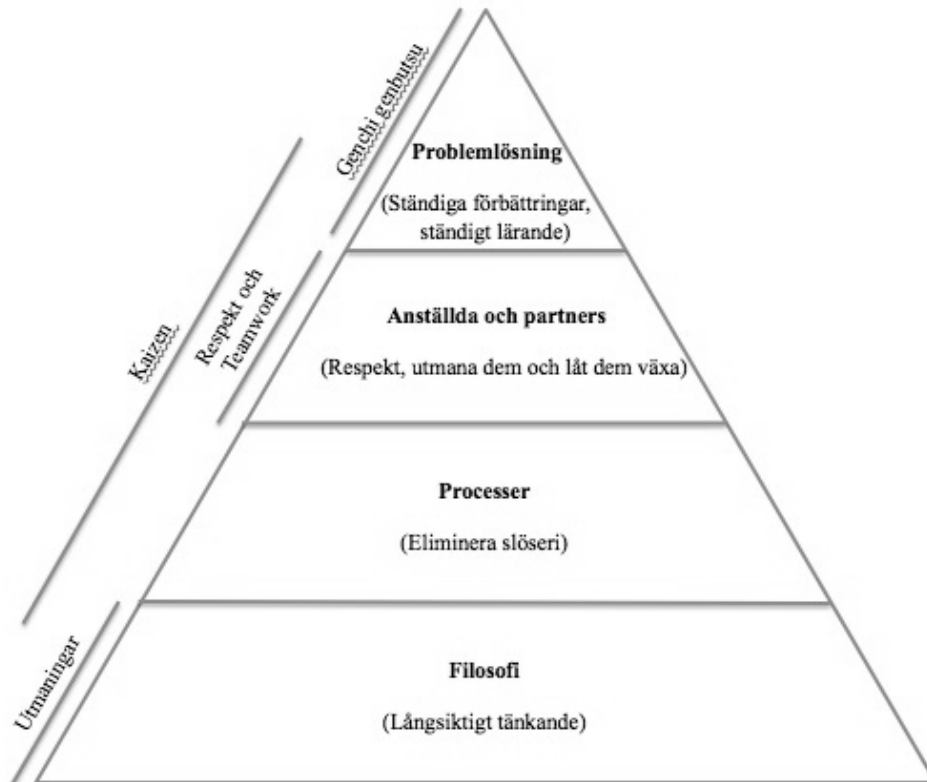 Genchi genbutsu
Problemlösning
(Ständiga förbättringar,
ständigt lärande)
Kaizen
Respekt och
Teamwork
Anställda och partners
(Respekt, utmana dem och låt dem växa)
Processer
(Eliminera slöseri)
Utmaningar
Filosofi
(Långsiktigt tänkande)